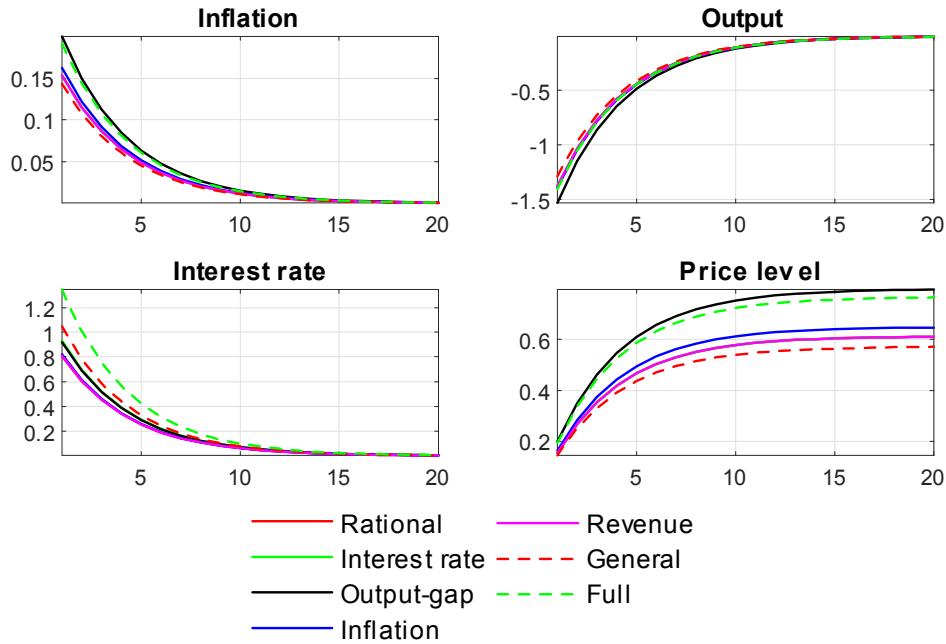 Inflation
0.15
0.1
0.05
5
10
15
20
Output
-0.5
-1
-1.5
5
10
15
20
Interest rate
1.2
1
0.8
0.6
0.4
0.2
5
10
15
20
Price level
0.6
0.4
0.2
5
10
15
20
Rational
Interest rate
Output-gap
Inflation
Revenue
General
Full